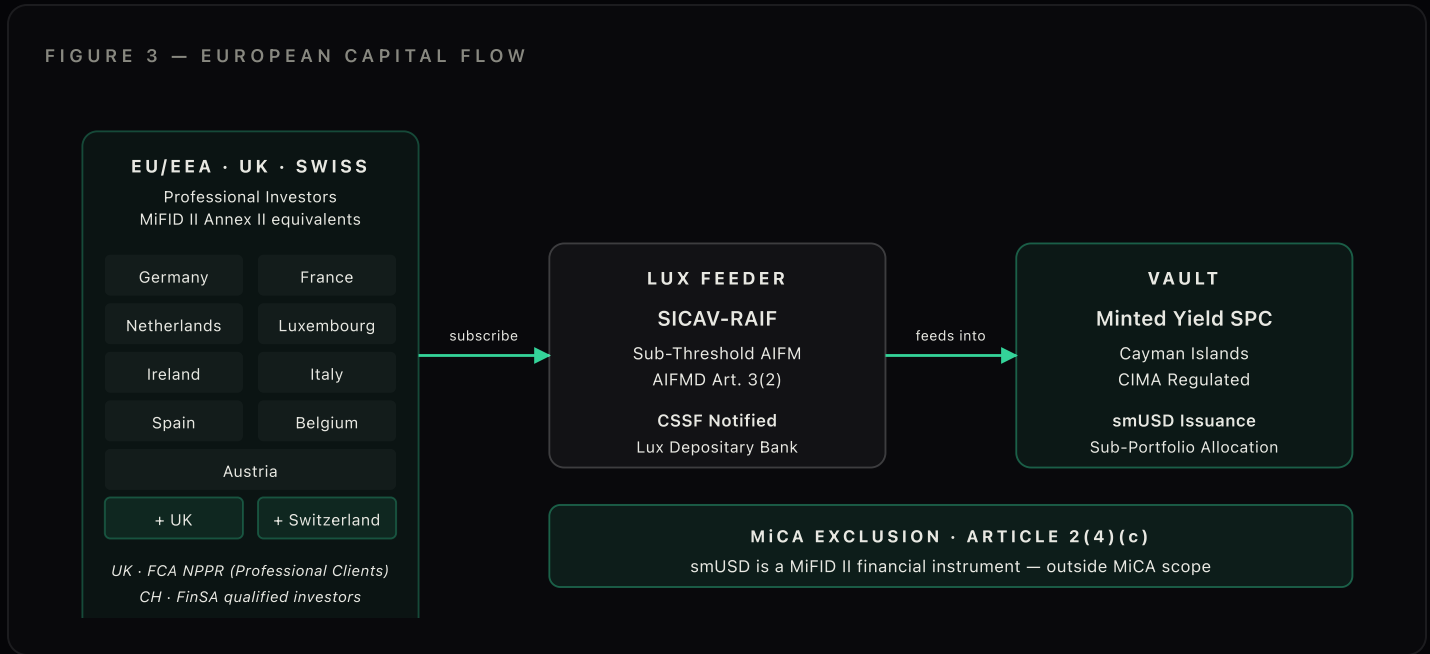 FIGURE 3 — EUROPEAN CAPITAL FLOW
EU/EEA · UK · SWISS
Professional Investors
MiFID II Annex II equivalents
Germany
France
Netherlands
Luxembourg
Ireland
Italy
Spain
Belgium
Austria
+ UK
+ Switzerland
UK · FCA NPPR (Professional Clients)
CH · FinSA qualified investors
subscribe
LUX FEEDER
SICAV-RAIF
Sub-Threshold AIFM
AIFMD Art. 3(2)
CSSF Notified
Lux Depositary Bank
feeds into
VAULT
Minted Yield SPC
Cayman Islands
CIMA Regulated
smUSD Issuance
Sub-Portfolio Allocation
MiCA EXCLUSION · ARTICLE 2(4)(c)
smUSD is a MiFID II financial instrument — outside MiCA scope